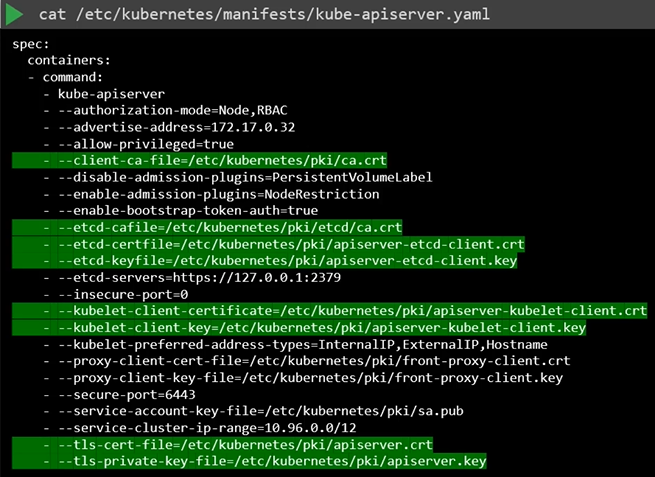 cat /etc/kubernetes/manifests/kube-apiserver.yaml
spec:
containers:
- command:
- kube-apiserver
- --authorization-mode=Node,RBAC
- --advertise-address=172.17.0.32
- --allow-privileged=true
- --client-ca-file=/etc/kubernetes/pki/ca.crt
- --disable-admission-plugins=PersistentVolumeLabel
- --enable-admission-plugins=NodeRestriction
- --enable-bootstrap-token-auth=true
- --etcd-cafile=/etc/kubernetes/pki/etcd/ca.crt
- --etcd-certfile=/etc/kubernetes/pki/apiserver-etcd-client.crt
- --etcd-keyfile=/etc/kubernetes/pki/apiserver-etcd-client.key
- --etcd-servers=https://127.0.0.1:2379
- --insecure-port=0
- --kubelet-client-certificate=/etc/kubernetes/pki/apiserver-kubelet-client.crt
- --kubelet-client-key=/etc/kubernetes/pki/apiserver-kubelet-client.key
- --kubelet-preferred-address-types=InternalIP,ExternalIP,Hostname
- --proxy-client-cert-file=/etc/kubernetes/pki/front-proxy-client.crt
- --proxy-client-key-file=/etc/kubernetes/pki/front-proxy-client.key
- --secure-port=6443
- --service-account-key-file=/etc/kubernetes/pki/sa.pub
- --service-cluster-ip-range=10.96.0.0/12
- --tls-cert-file=/etc/kubernetes/pki/apiserver.crt
- --tls-private-key-file=/etc/kubernetes/pki/apiserver.key